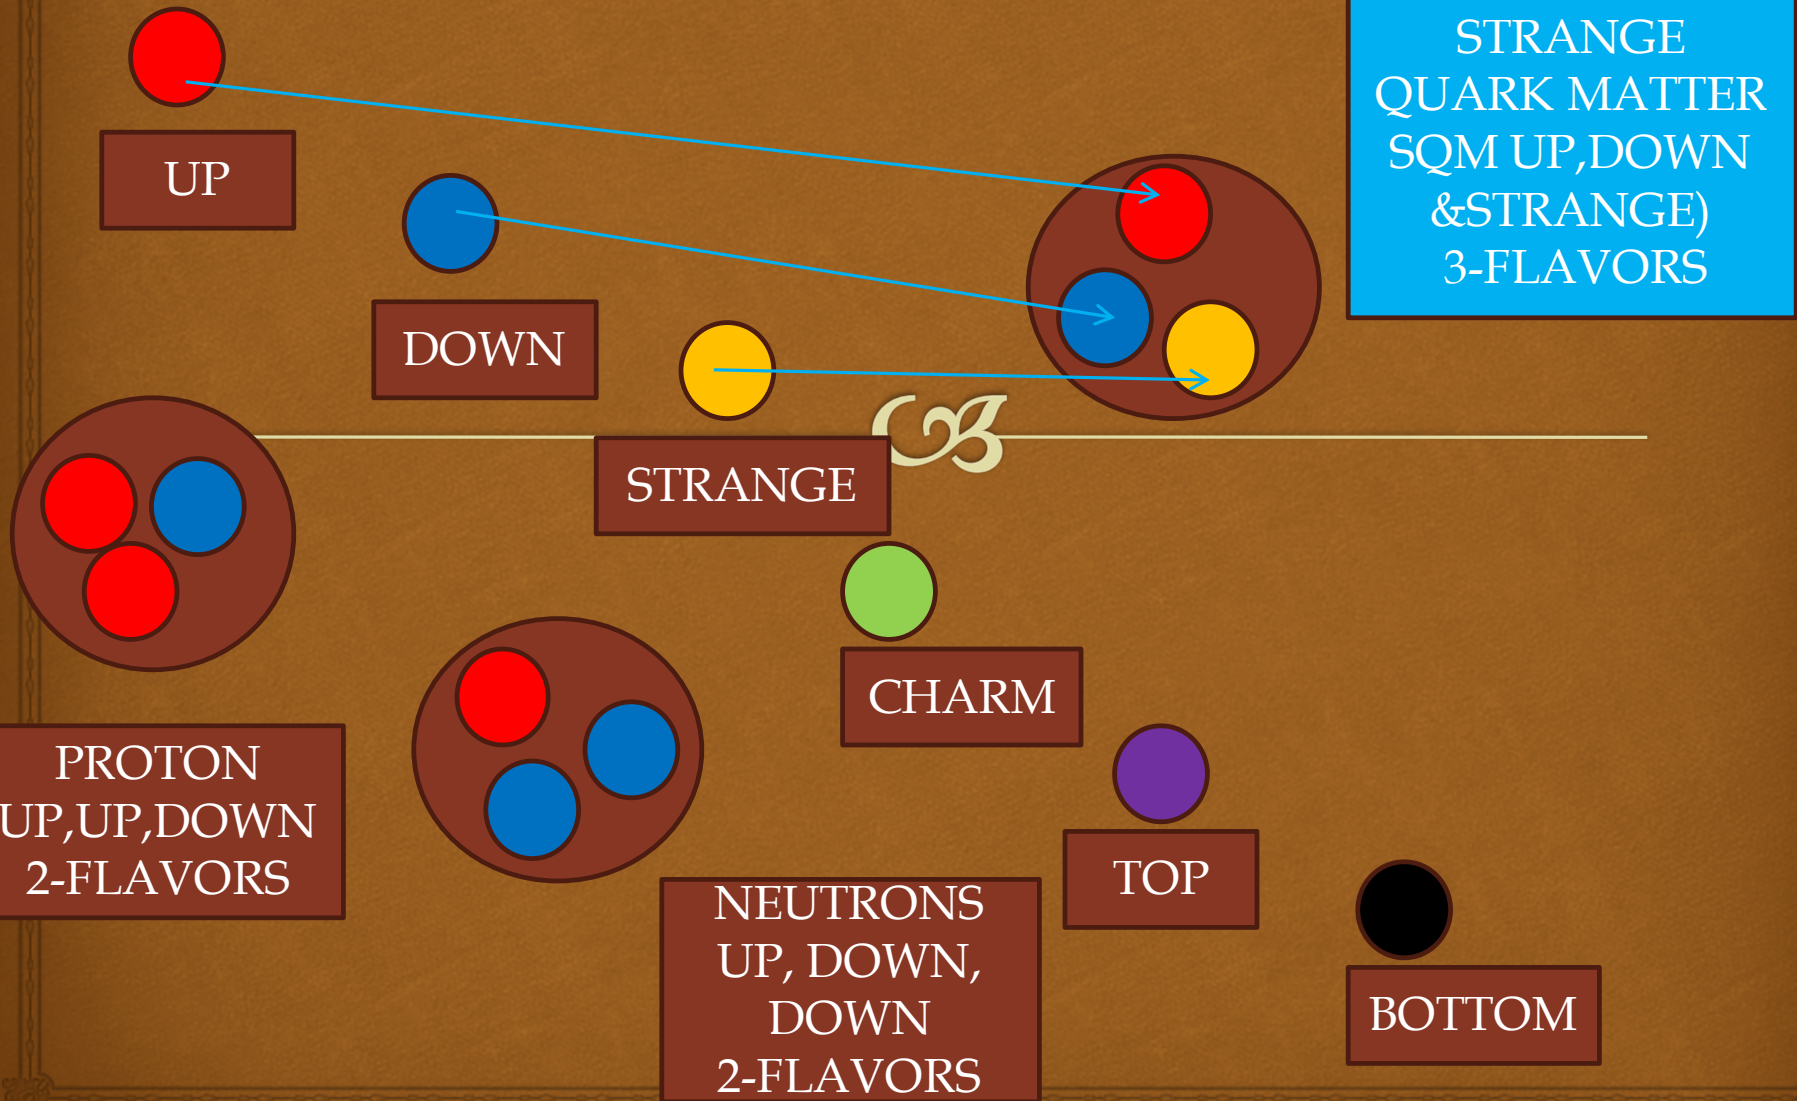 UP
DOWN
STRANGE
STRANGE
QUARK MATTER
SQM UP,DOWN
&STRANGE)
3-FLAVORS
PROTON
UP,UP,DOWN
2-FLAVORS
CHARM
NEUTRONS
UP, DOWN,
DOWN
2-FLAVORS
TOP
BOTTOM